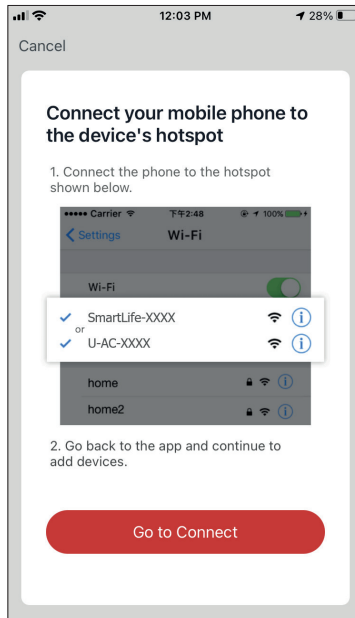 12:03 PM
28%
Cancel
Connect your mobile phone to
the device's hotspot
1. Connect the phone to the hotspot
shown below.
Carrier
下午2:48
100%
Settings
Wi-Fi
Wi-Fi
SmartLife-XXXX
or
U-AC-XXXX
home
home2
2. Go back to the app and continue to
add devices.
Go to Connect